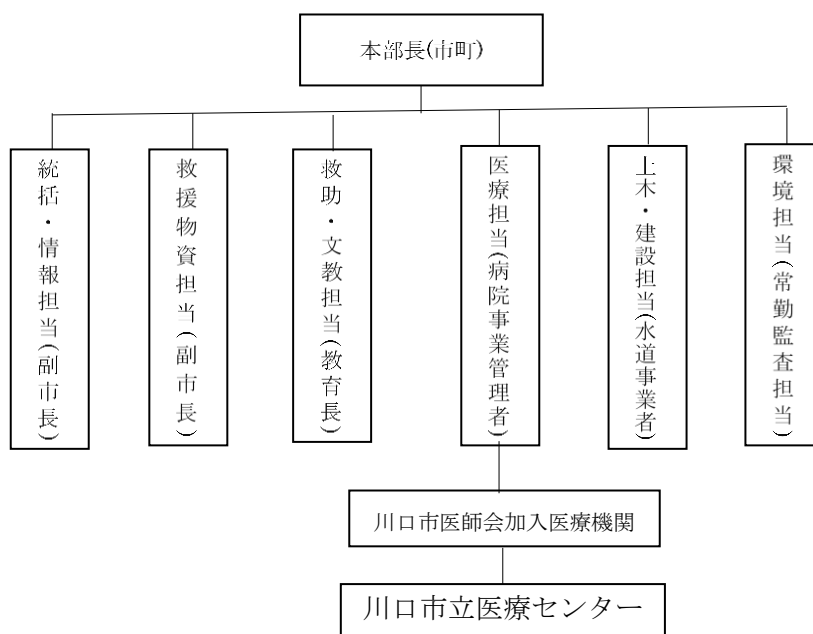 本部長(市町)
統括・情報担当(副市長)
救援物資担当(副市長)
救助・文教担当(教育長)
医療担当(病院事業管理者)
土木・建設担当(水道事業者)
環境担当(常勤監査担当)
川口市医師会加入医療機関
川口市立医療センター